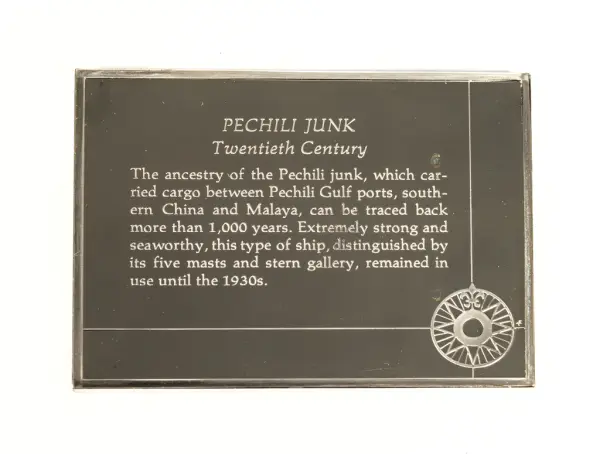 PECHILI JUNK
Twentieth Century
The ancestry of the Pechili junk, which car-
ried cargo between Pechili Gulf ports, south-
ern China and Malaya, can be traced back
more than 1,000 years. Extremely strong and
seaworthy, this type of ship, distinguished by
its five masts and stern gallery, remained in
use until the 1930s.